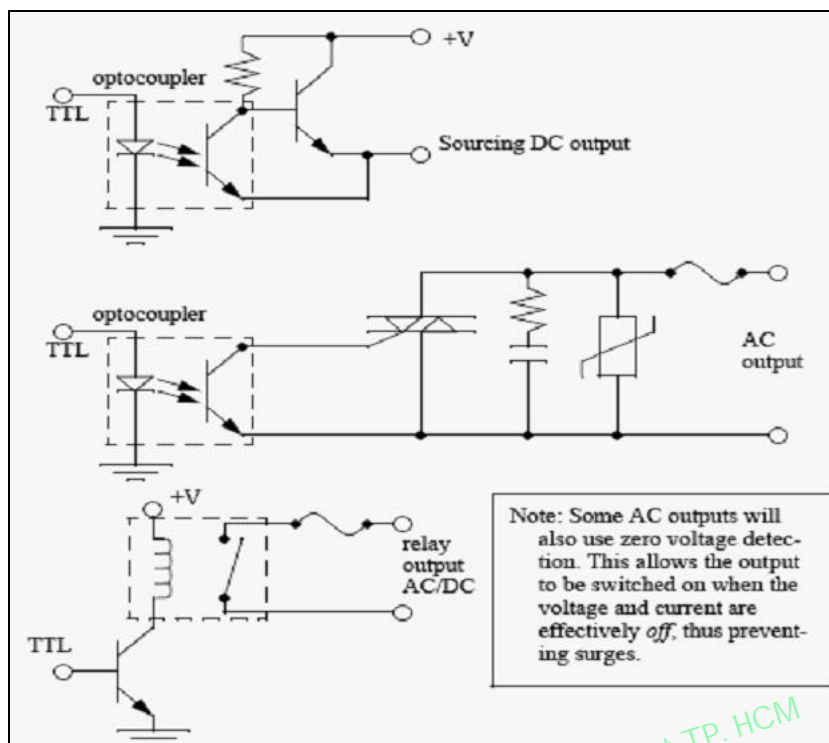 +V
optocoupler
TTL
Sourcing DC output
optocoupler
TTL
AC
output
+V
relay
output
AC/DC
TTL
Note: Some AC outputs will
also use zero voltage detec-
tion. This allows the output
to be switched on when the
voltage and current are
effectively off, thus prevent-
ing surges.
TP. HCM